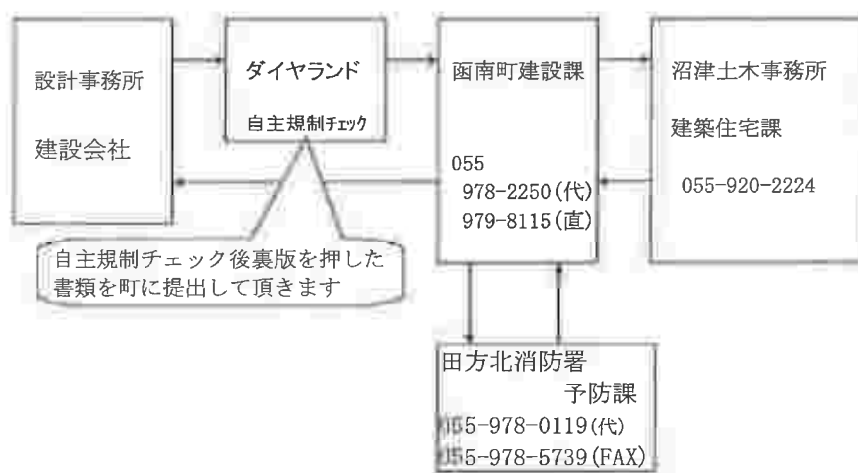 設計事務所
建設会社
ダイヤランド
自主規制チェック
函南町建設課
055
978-2250(代)
979-8115(直)
沼津土木事務所
建築住宅課
055-920-2224
自主規制チェック後裏版を押した
書類を町に提出して頂きます
田方北消防署
予防課
055-978-0119(代)
055-978-5739(FAX)